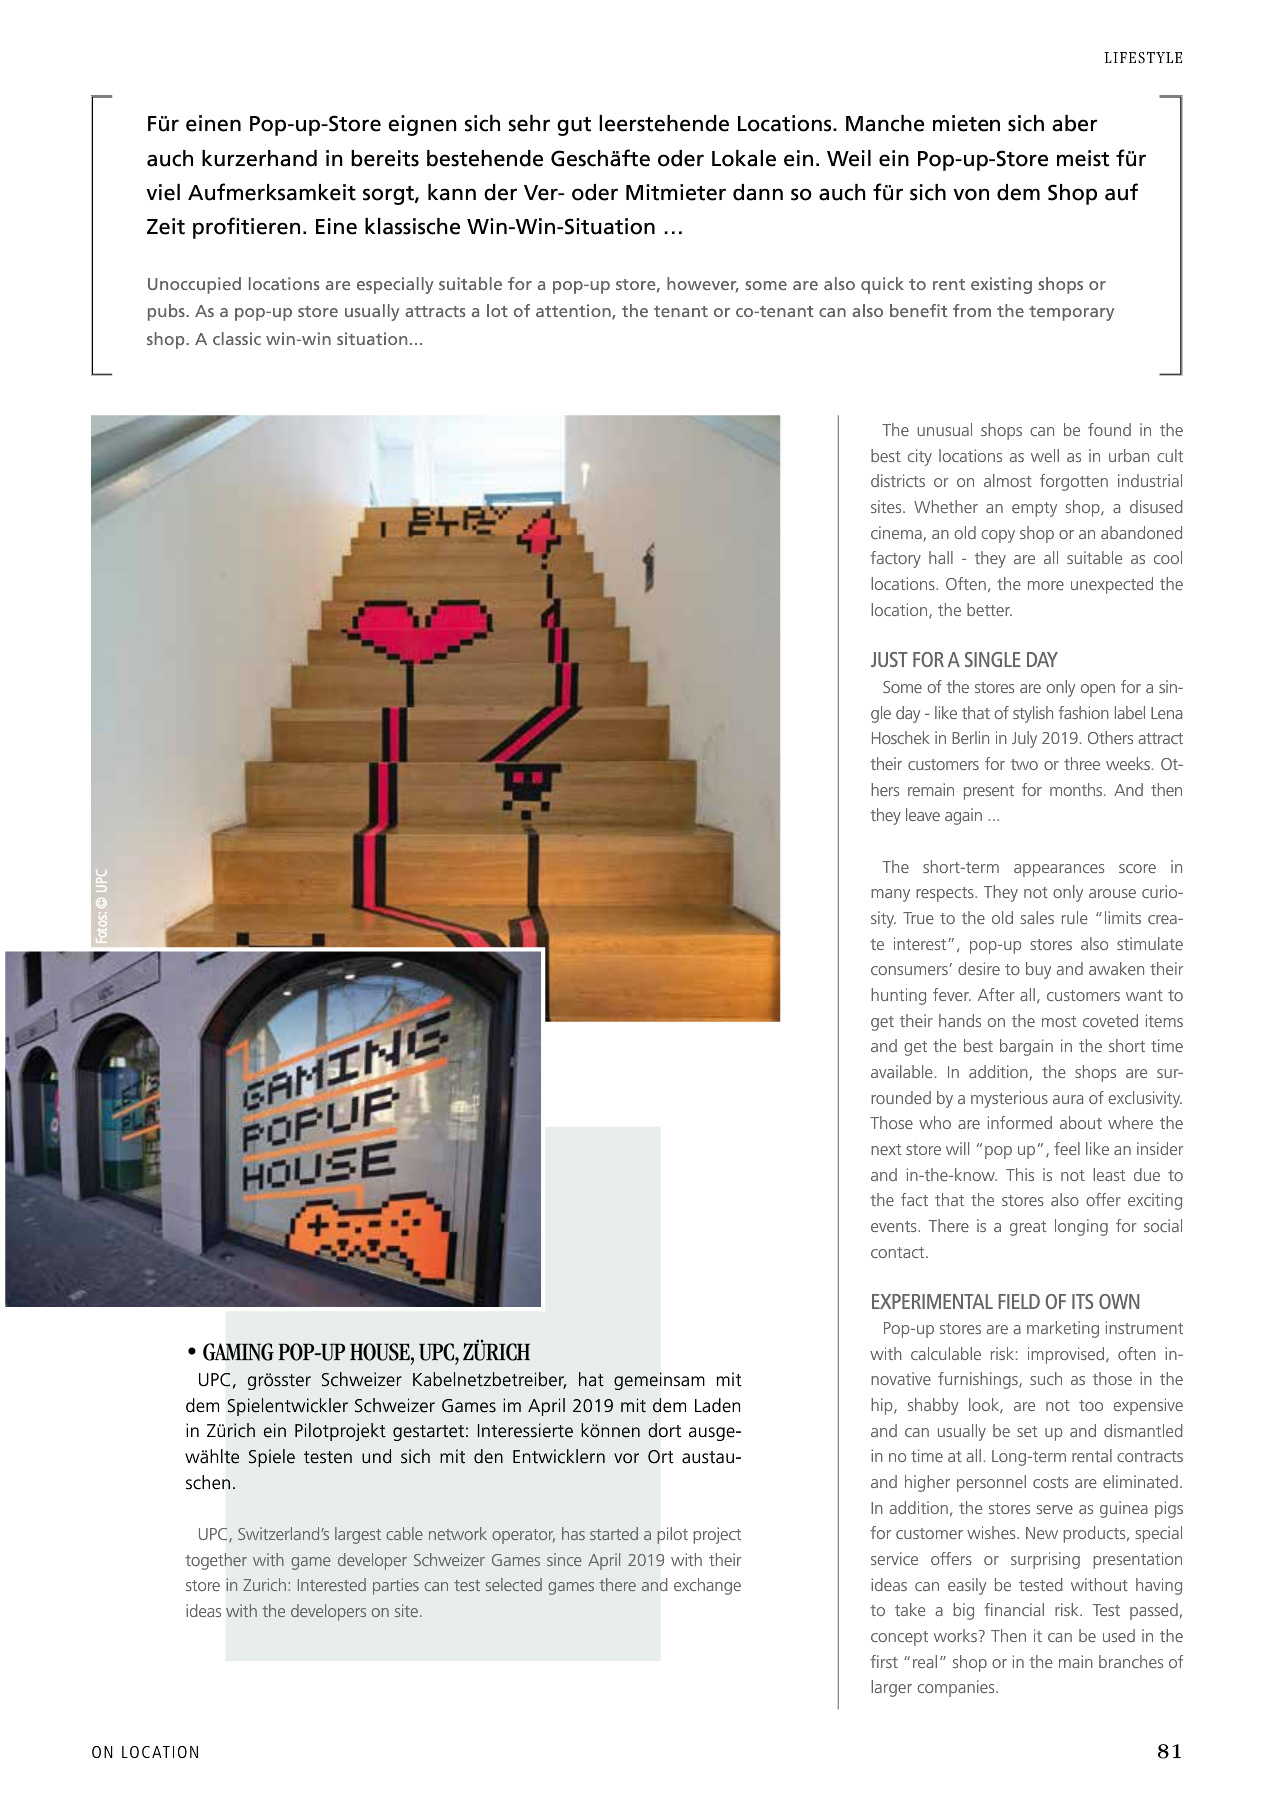 LIFESTYLE
Für einen Pop-up-Store eignen sich sehr gut leerstehende Locations. Manche mieten sich aber
auch kurzerhand in bereits bestehende Geschäfte oder Lokale ein. Weil ein Pop-up-Store meist für
viel Aufmerksamkeit sorgt, kann der Ver- oder Mitmieter dann so auch für sich von dem Shop auf
Zeit profitieren. Eine klassische Win-Win-Situation …
Unoccupied locations are especially suitable for a pop-up store, however, some are also quick to rent existing shops or
pubs. As a pop-up store usually attracts a lot of attention, the tenant or co-tenant can also benefit from the temporary
shop. A classic win-win situation...
PLAY
LET'S
Fotos: © UPC
upc
GAMING
POPUP
HOUSE
• GAMING POP-UP HOUSE, UPC, ZÜRICH
UPC, grösster Schweizer Kabelnetzbetreiber, hat gemeinsam mit
dem Spielentwickler Schweizer Games im April 2019 mit dem Laden
in Zürich ein Pilotprojekt gestartet: Interessierte können dort ausge-
wählte Spiele testen und sich mit den Entwicklern vor Ort austau-
schen.
UPC, Switzerland’s largest cable network operator, has started a pilot project
together with game developer Schweizer Games since April 2019 with their
store in Zurich: Interested parties can test selected games there and exchange
ideas with the developers on site.
The unusual shops can be found in the
best city locations as well as in urban cult
districts or on almost forgotten industrial
sites. Whether an empty shop, a disused
cinema, an old copy shop or an abandoned
factory hall - they are all suitable as cool
locations. Often, the more unexpected the
location, the better.
JUST FOR A SINGLE DAY
Some of the stores are only open for a sin-
gle day - like that of stylish fashion label Lena
Hoschek in Berlin in July 2019. Others attract
their customers for two or three weeks. Ot-
hers remain present for months. And then
they leave again ...
The short-term appearances score in
many respects. They not only arouse curio-
sity. True to the old sales rule “limits crea-
te interest”, pop-up stores also stimulate
consumers’ desire to buy and awaken their
hunting fever. After all, customers want to
get their hands on the most coveted items
and get the best bargain in the short time
available. In addition, the shops are sur-
rounded by a mysterious aura of exclusivity.
Those who are informed about where the
next store will “pop up”, feel like an insider
and in-the-know. This is not least due to
the fact that the stores also offer exciting
events. There is a great longing for social
contact.
EXPERIMENTAL FIELD OF ITS OWN
Pop-up stores are a marketing instrument
with calculable risk: improvised, often in-
novative furnishings, such as those in the
hip, shabby look, are not too expensive
and can usually be set up and dismantled
in no time at all. Long-term rental contracts
and higher personnel costs are eliminated.
In addition, the stores serve as guinea pigs
for customer wishes. New products, special
service offers or surprising presentation
ideas can easily be tested without having
to take a big financial risk. Test passed,
concept works? Then it can be used in the
first “real” shop or in the main branches of
larger companies.
ON LOCATION
81